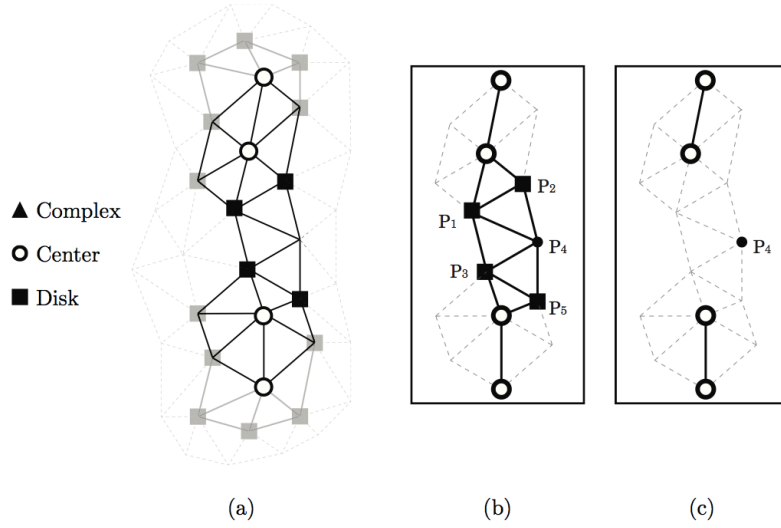 Complex
Center
Disk
P₂
P₁
P₄
P₃
P₅
P₄
(a)
(b)
(c)